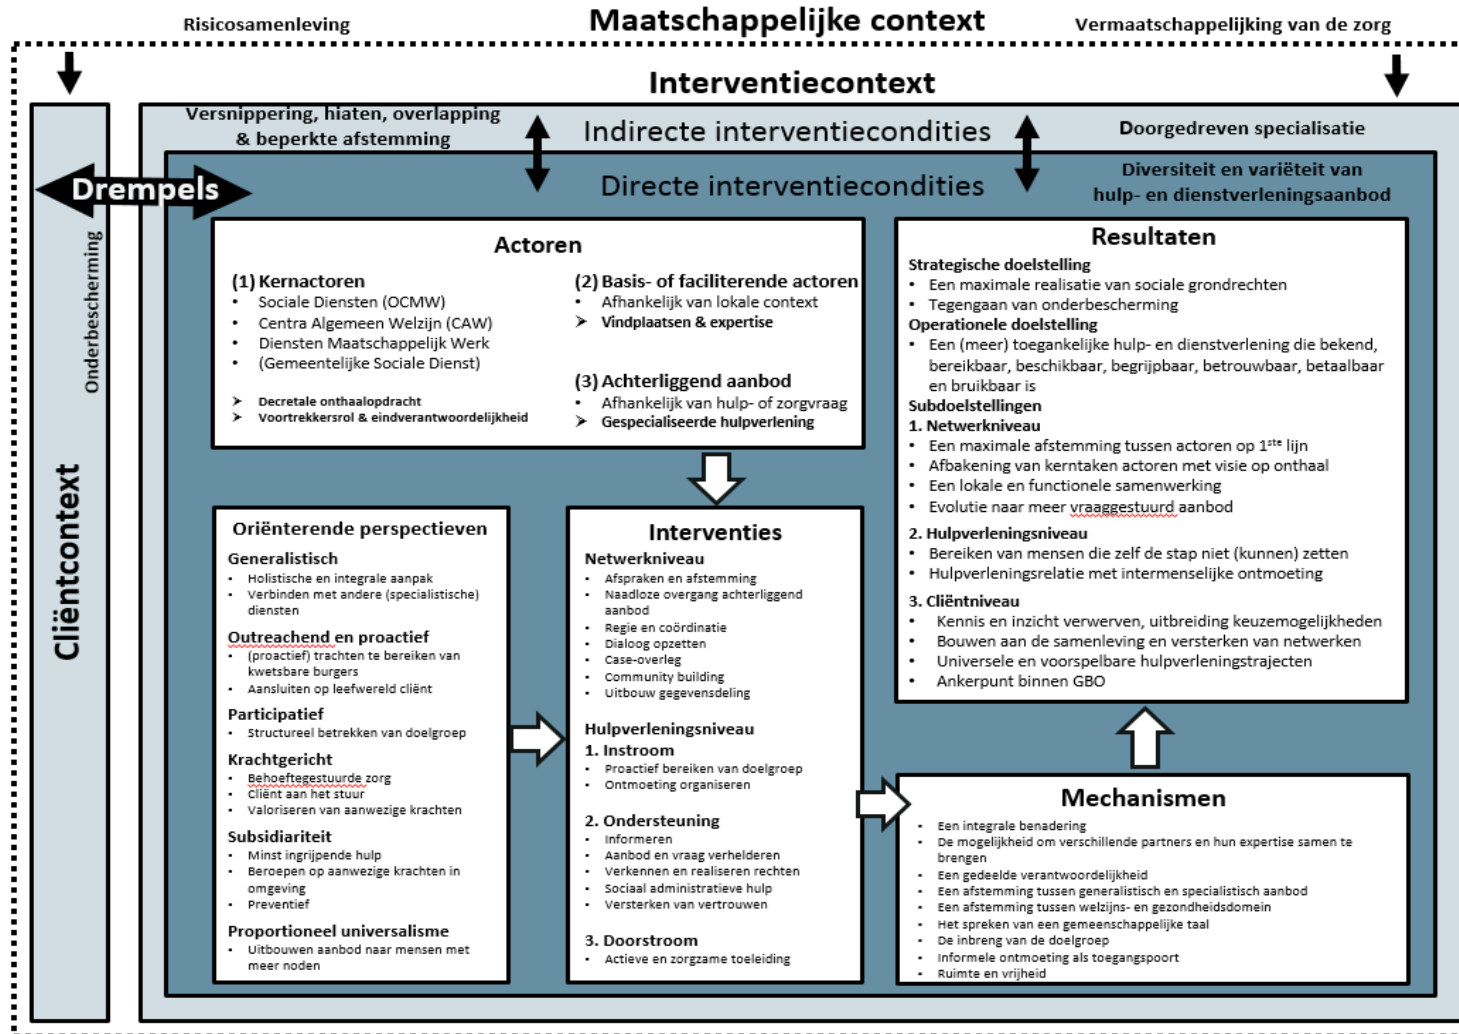 Risicosamenleving
Maatschappelijke context
Vermaatschappelijking van de zorg
Interventiecontext
Versnippering, hiaten, overlapping
& beperkte afstemming
Indirecte interventiecondities
Doorgedreven specialisatie
Drempels
Directe interventiecondities
Diversiteit en variëteit van
hulp- en dienstverleningsaanbod
Onderbescherming
Cliëntcontext
Actoren
(1) Kernactoren
• Sociale Diensten (OCMW)
• Centra Algemeen Welzijn (CAW)
• Diensten Maatschappelijk Werk
• (Gemeentelijke Sociale Dienst)
➤ Decretale onthaalopdracht
➤ Voortrekkersrol & eindverantwoordelijkheid
(2) Basis- of faciliterende actoren
• Afhankelijk van lokale context
➤ Vindplaatsen & expertise
(3) Achterliggend aanbod
• Afhankelijk van hulp- of zorgvraag
➤ Gespecialiseerde hulpverlening
Oriënterende perspectieven
Generalistisch
• Holistische en integrale aanpak
• Verbinden met andere (specialistische)
diensten
Outreachend en proactief
• (proactief) trachten te bereiken van
kwetsbare burgers
• Aansluiten op leefwereld cliënt
Participatief
• Structureel betrekken van doelgroep
Krachtgericht
• Behoeftegestuurde zorg
• Cliënt aan het stuur
• Valoriseren van aanwezige krachten
Subsidiariteit
• Minst ingrijpende hulp
• Beroepen op aanwezige krachten in
omgeving
• Preventief
Proportioneel universalisme
• Uitbouwen aanbod naar mensen met
meer noden
Interventies
Netwerkniveau
• Afspraken en afstemming
• Naadloze overgang achterliggend
aanbod
• Regie en coördinatie
• Dialoog opzetten
• Case-overleg
• Community building
• Uitbouw gegevensdeling
Hulpverleningsniveau
1. Instroom
• Proactief bereiken van doelgroep
• Ontmoeting organiseren
2. Ondersteuning
• Informeren
• Aanbod en vraag verhelderen
• Verkennen en realiseren rechten
• Sociaal administratieve hulp
• Versterken van vertrouwen
3. Doorstroom
• Actieve en zorgzame toeleiding
Resultaten
Strategische doelstelling
• Een maximale realisatie van sociale grondrechten
• Tegengaan van onderbescherming
Operationele doelstelling
• Een (meer) toegankelijke hulp- en dienstverlening die bekend,
bereikbaar, beschikbaar, begrijpbaar, betrouwbaar, betaalbaar
en bruikbaar is
Subdoelstellingen
1. Netwerkniveau
• Een maximale afstemming tussen actoren op 1ste lijn
• Afbakening van kerntaken actoren met visie op onthaal
• Een lokale en functionele samenwerking
• Evolutie naar meer vraaggestuurd aanbod
2. Hulpverleningsniveau
• Bereiken van mensen die zelf de stap niet (kunnen) zetten
• Hulpverleningsrelatie met intermenselijke ontmoeting
3. Cliëntniveau
• Kennis en inzicht verwerven, uitbreiding keuzemogelijkheden
• Bouwen aan de samenleving en versterken van netwerken
• Universele en voorspelbare hulpverleningstrajecten
• Ankerpunt binnen GBO
Mechanismen
• Een integrale benadering
• De mogelijkheid om verschillende partners en hun expertise samen te
brengen
• Een gedeelde verantwoordelijkheid
• Een afstemming tussen generalistisch en specialistisch aanbod
• Een afstemming tussen welzijns- en gezondheidsdomein
• Het spreken van een gemeenschappelijke taal
• De inbreng van de doelgroep
• Informele ontmoeting als toegangspoort
• Ruimte en vrijheid